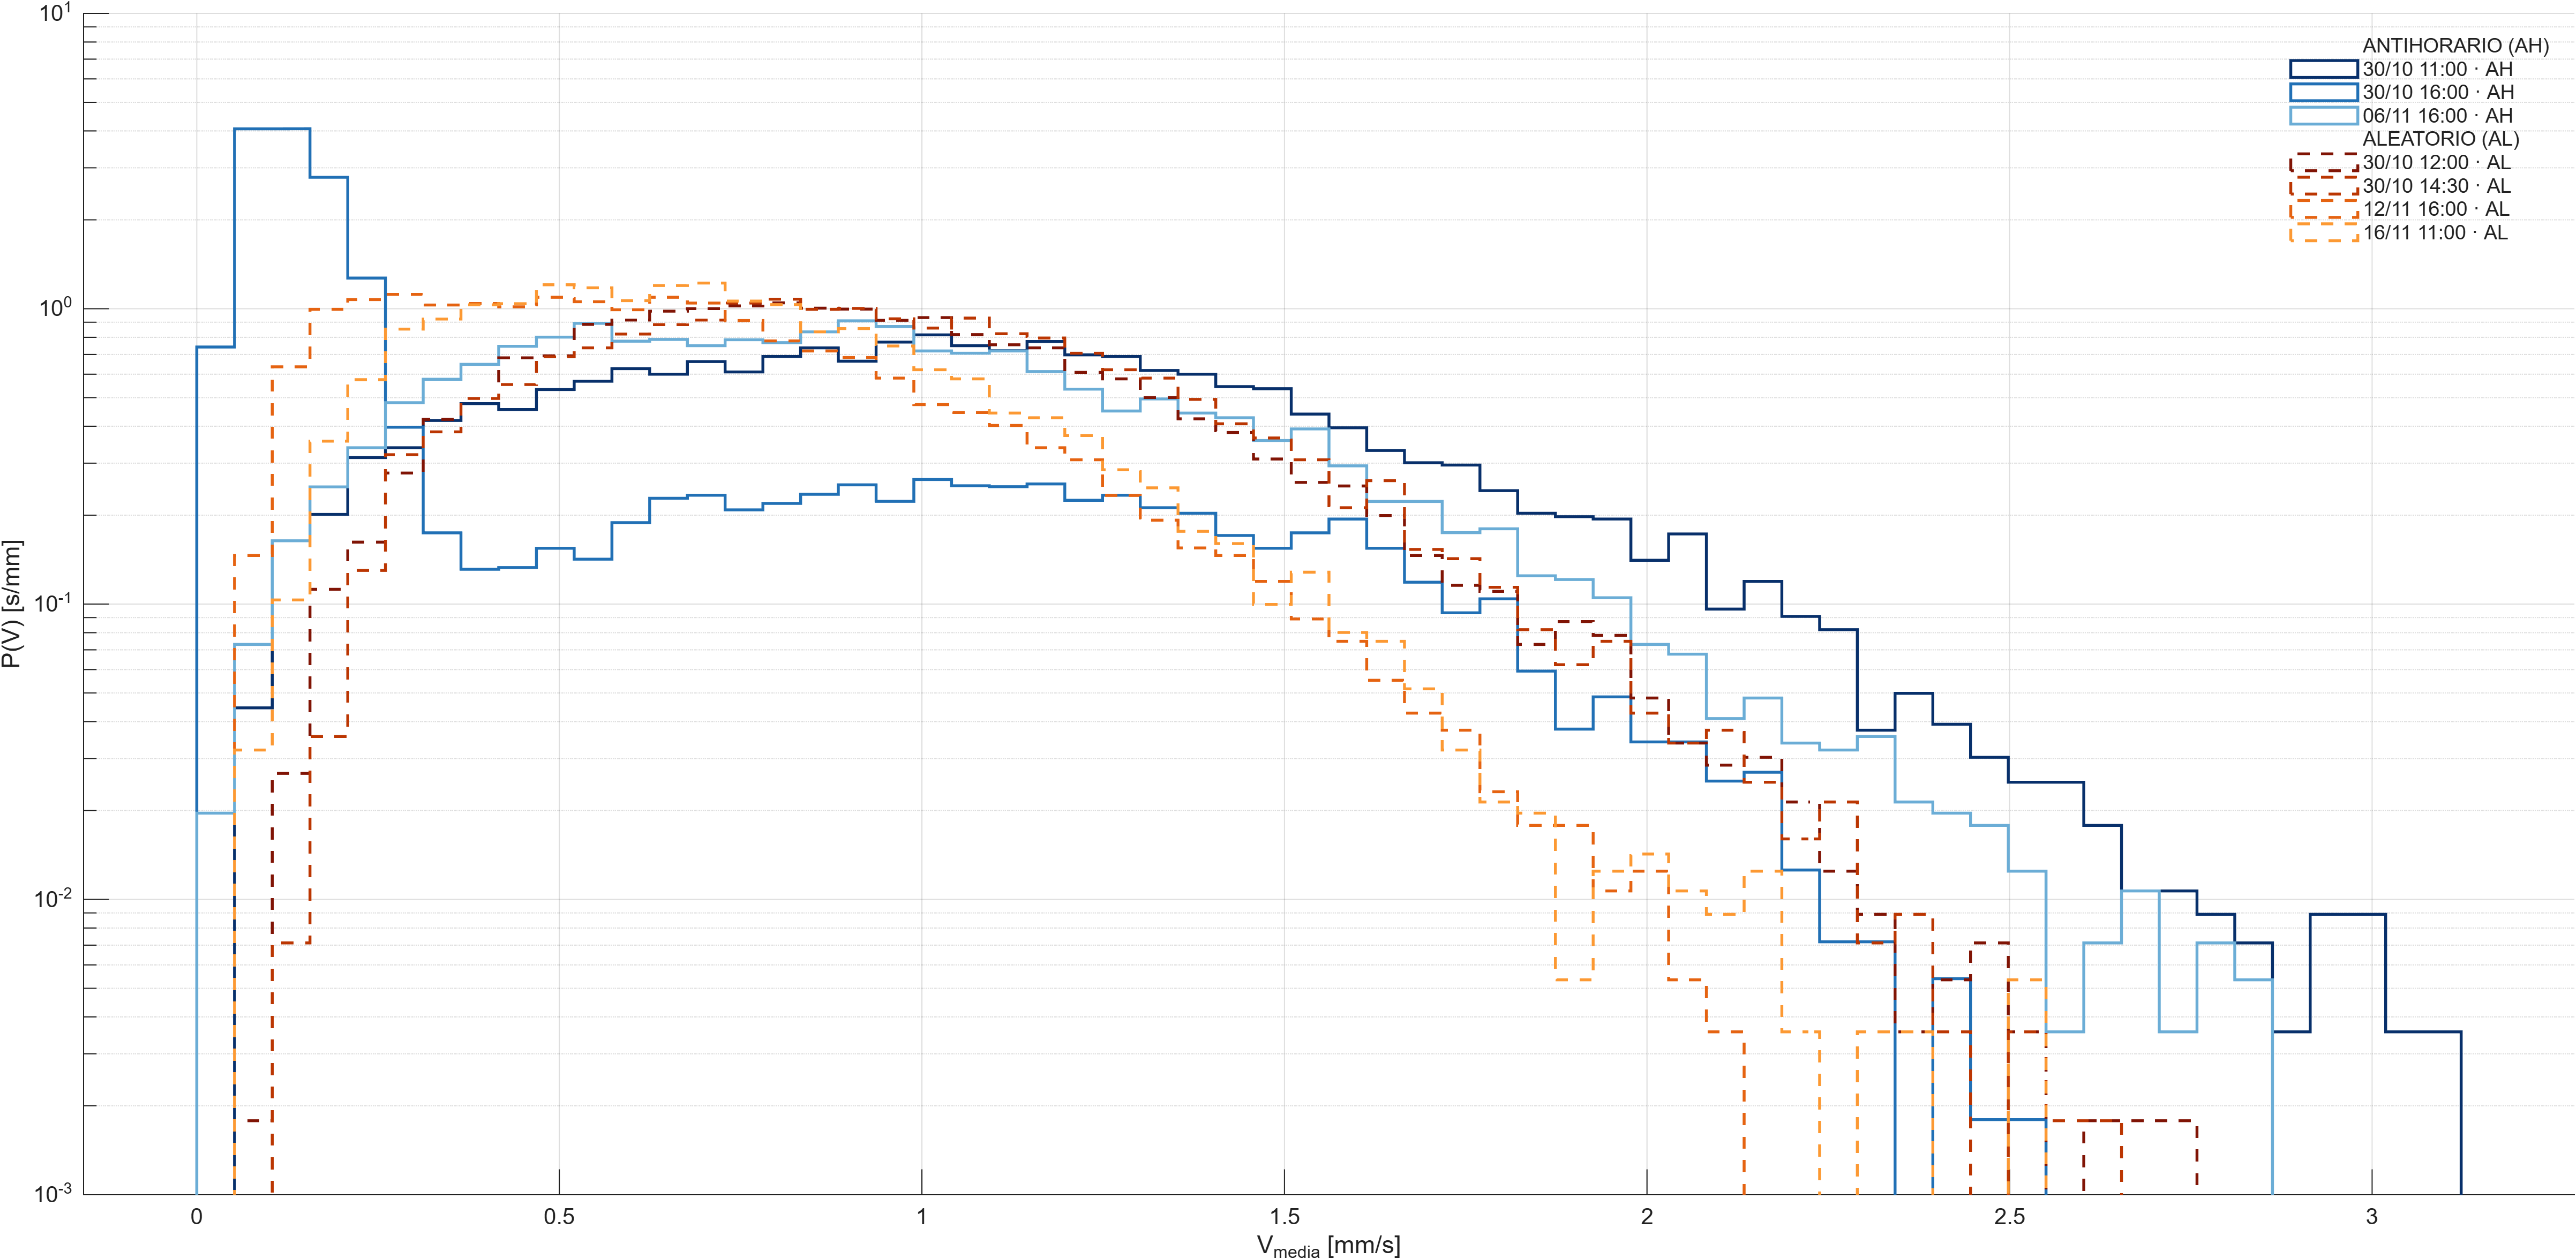 10^1
10^0
10^-1
10^-2
10^-3
P(V) [s/mm]
ANTIHORARIO (AH)
30/10 11:00 · AH
30/10 16:00 · AH
06/11 16:00 · AH
ALEATORIO (AL)
30/10 12:00 · AL
30/10 14:30 · AL
12/11 16:00 · AL
16/11 11:00 · AL
0 0.5 1 1.5 2 2.5 3
V_media [mm/s]